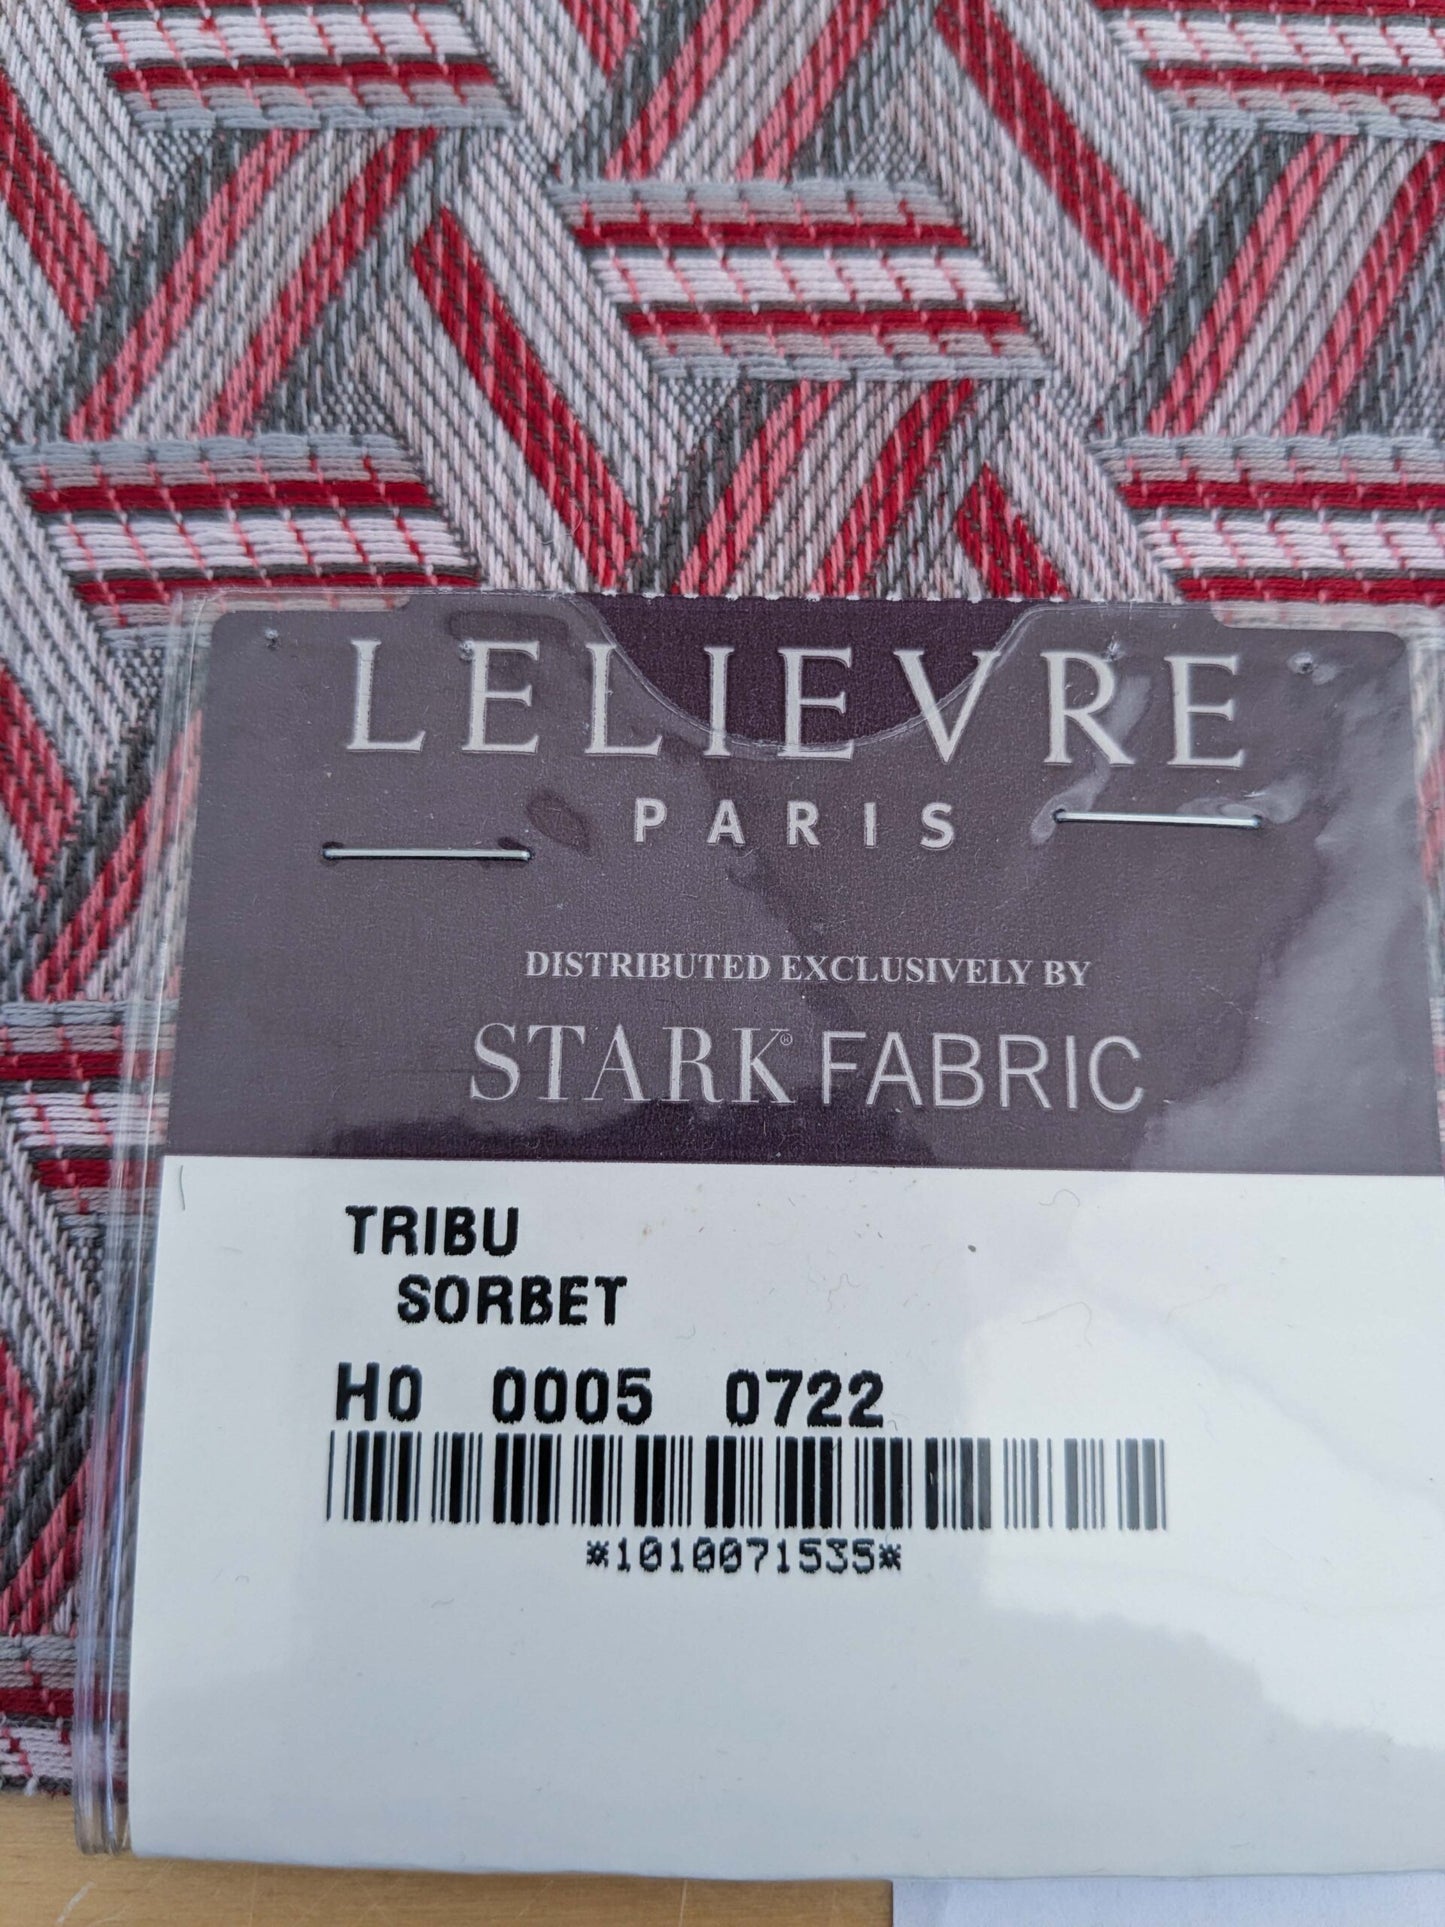 LELIEVRE
PARIS
DISTRIBUTED EXCLUSIVELY BY
STARK® FABRIC
TRIBU
SORBET
H0 0005 0722
*1010071535*